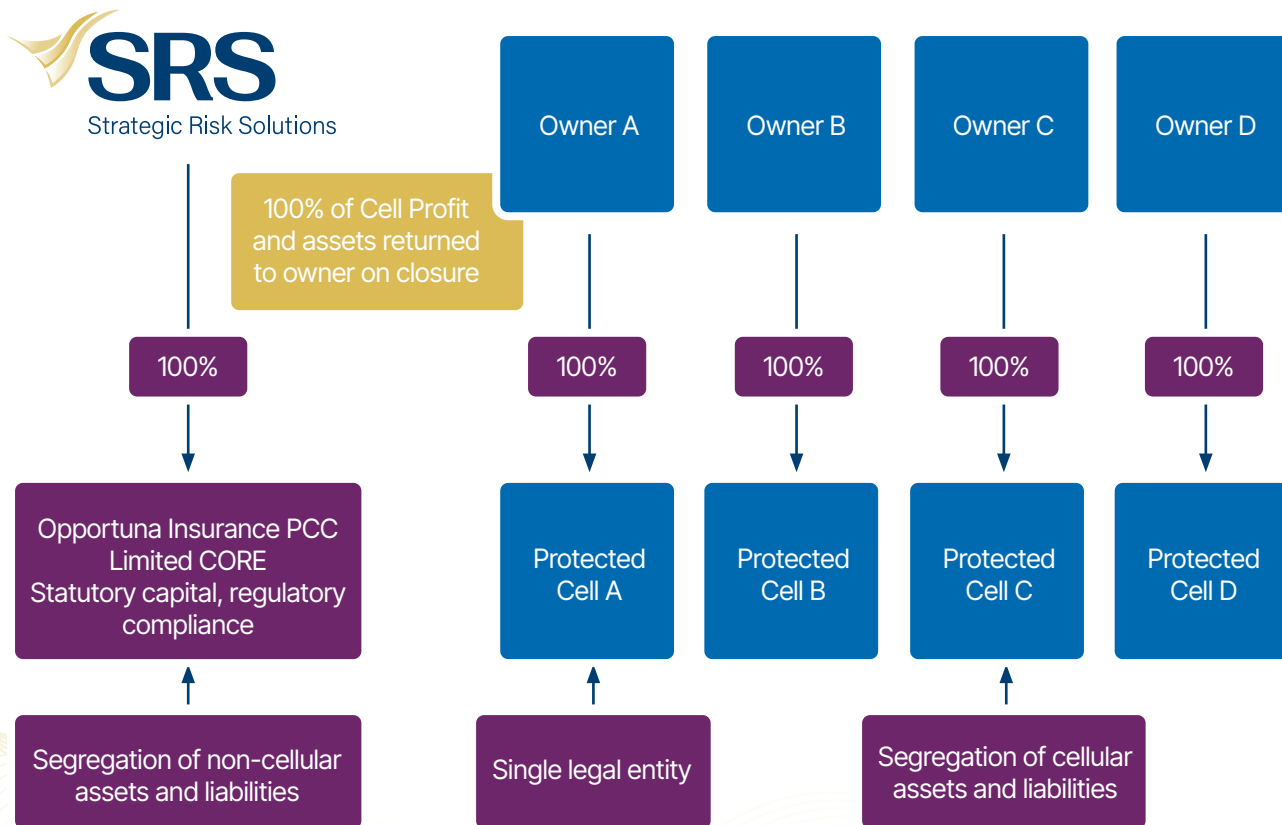 SRS
Strategic Risk Solutions
Owner A
Owner B
Owner C
Owner D
100% of Cell Profit
and assets returned
to owner on closure
100%
100%
100%
100%
100%
Opportuna Insurance PCC
Limited CORE
Statutory capital, regulatory
compliance
Protected
Cell A
Protected
Cell B
Protected
Cell C
Protected
Cell D
Segregation of non-cellular
assets and liabilities
Single legal entity
Segregation of cellular
assets and liabilities